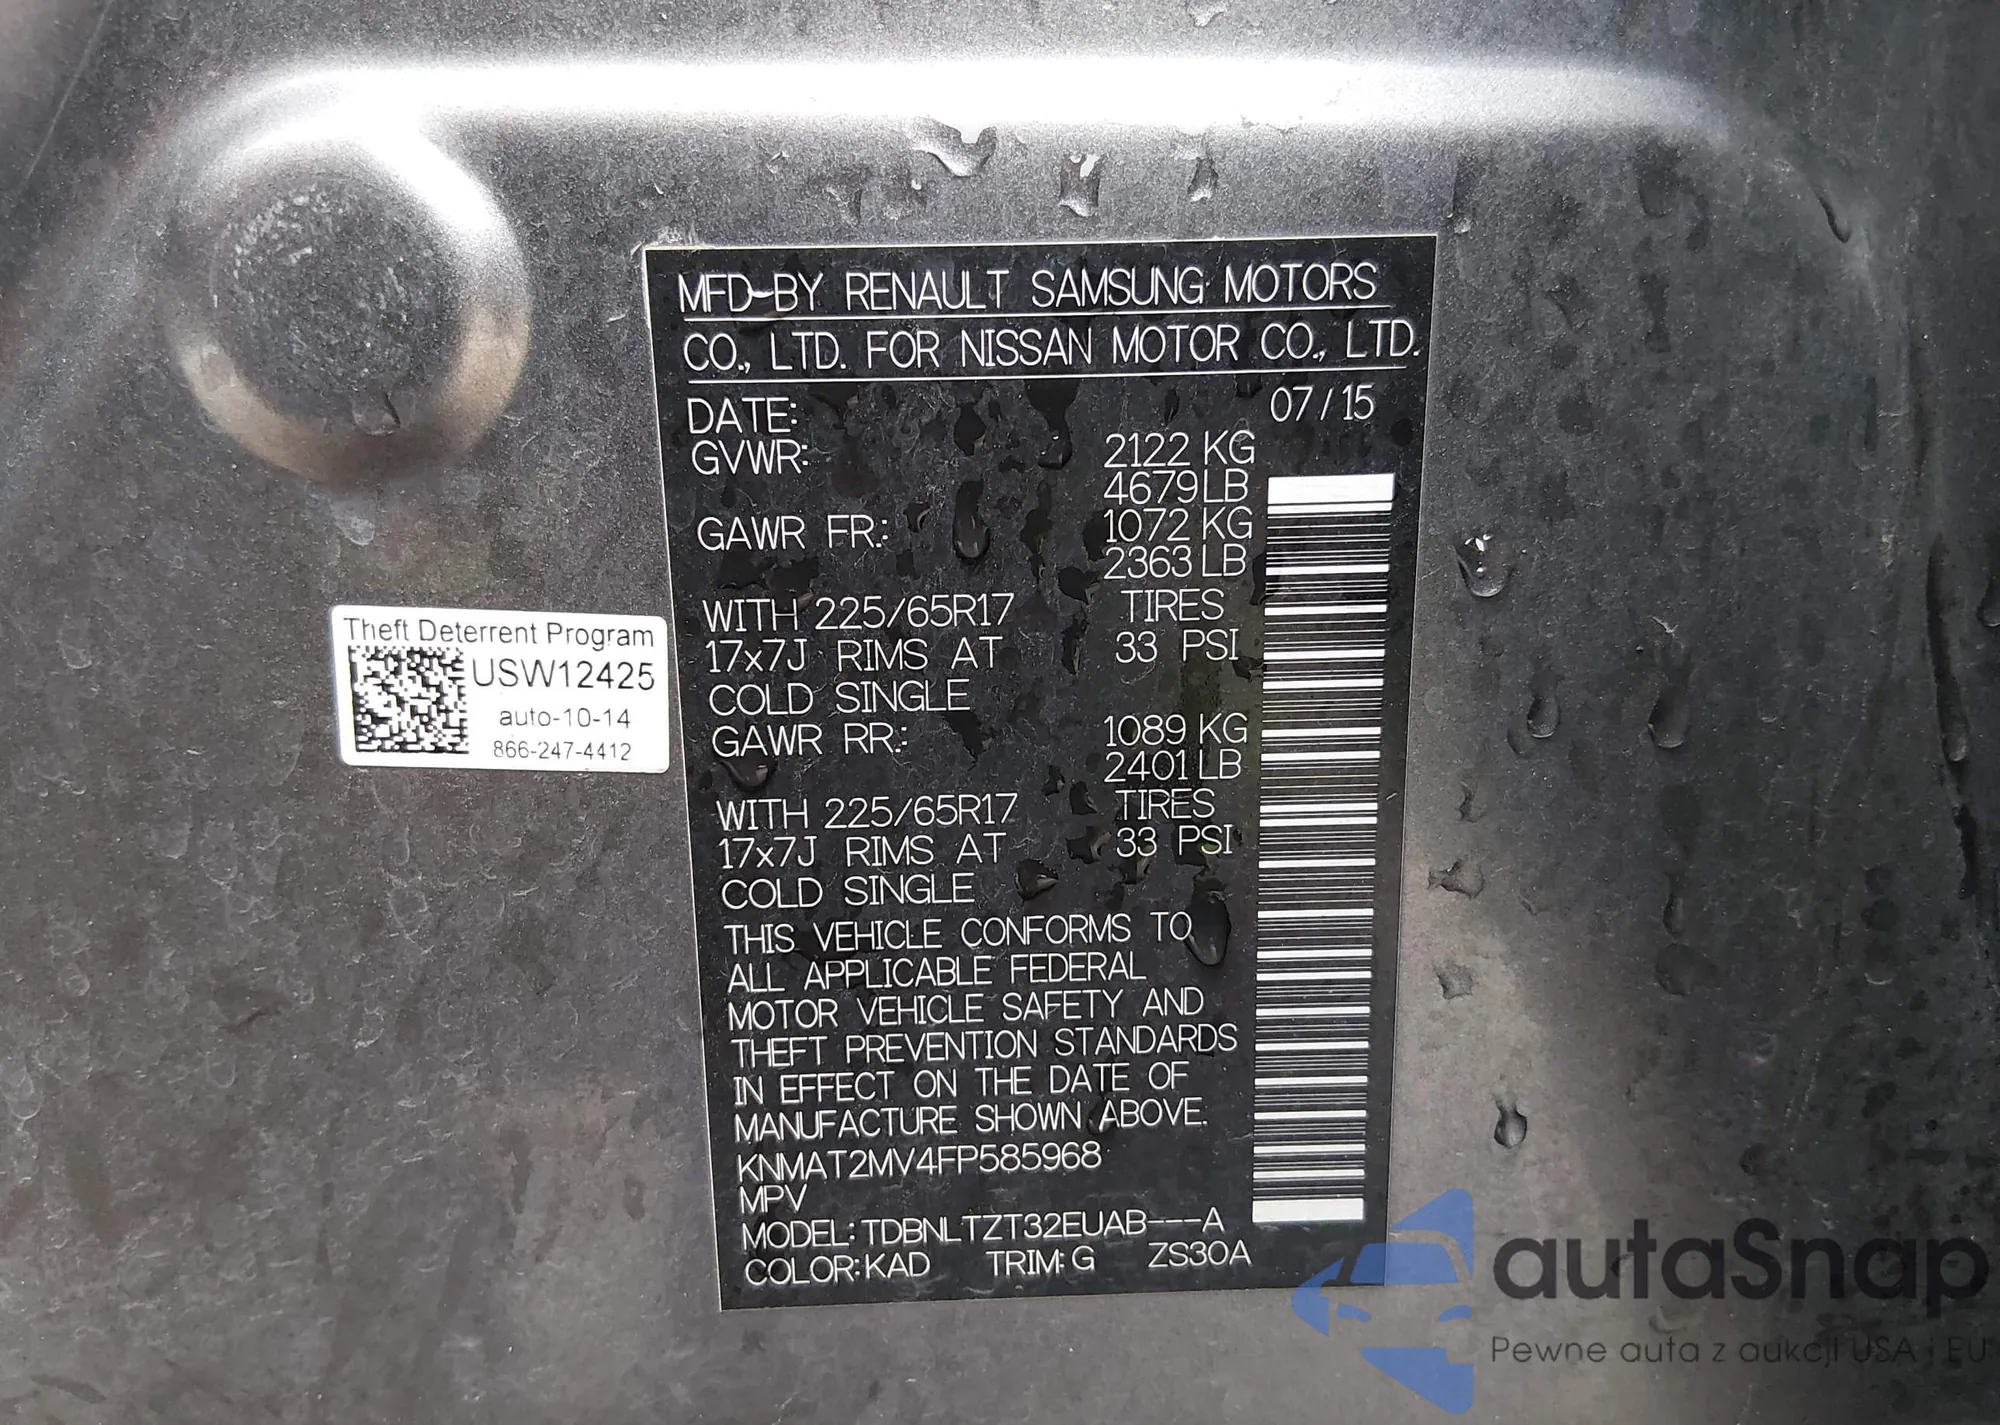 MFD-BY RENAULT SAMSUNG MOTORS
CO., LTD. FOR NISSAN MOTOR CO., LTD.
DATE: 07/15
GVWR: 2122 KG
4679 LB
GAWR FR.: 1072 KG
2363 LB
WITH 225/65R17 TIRES
17x7J RIMS AT 33 PSI
COLD SINGLE
GAWR RR.: 1089 KG
2401 LB
WITH 225/65R17 TIRES
17x7J RIMS AT 33 PSI
COLD SINGLE
THIS VEHICLE CONFORMS TO
ALL APPLICABLE FEDERAL
MOTOR VEHICLE SAFETY AND
THEFT PREVENTION STANDARDS
IN EFFECT ON THE DATE OF
MANUFACTURE SHOWN ABOVE.
KNMAT2MV4FP585968
MPV
MODEL: TDBNLTZT32EUAB---A
COLOR: KAD TRIM: G ZS30A
Theft Deterrent Program
USW12425
auto-10-14
866-247-4412
autaSnap
Pewne auta z aukcji USA i EU